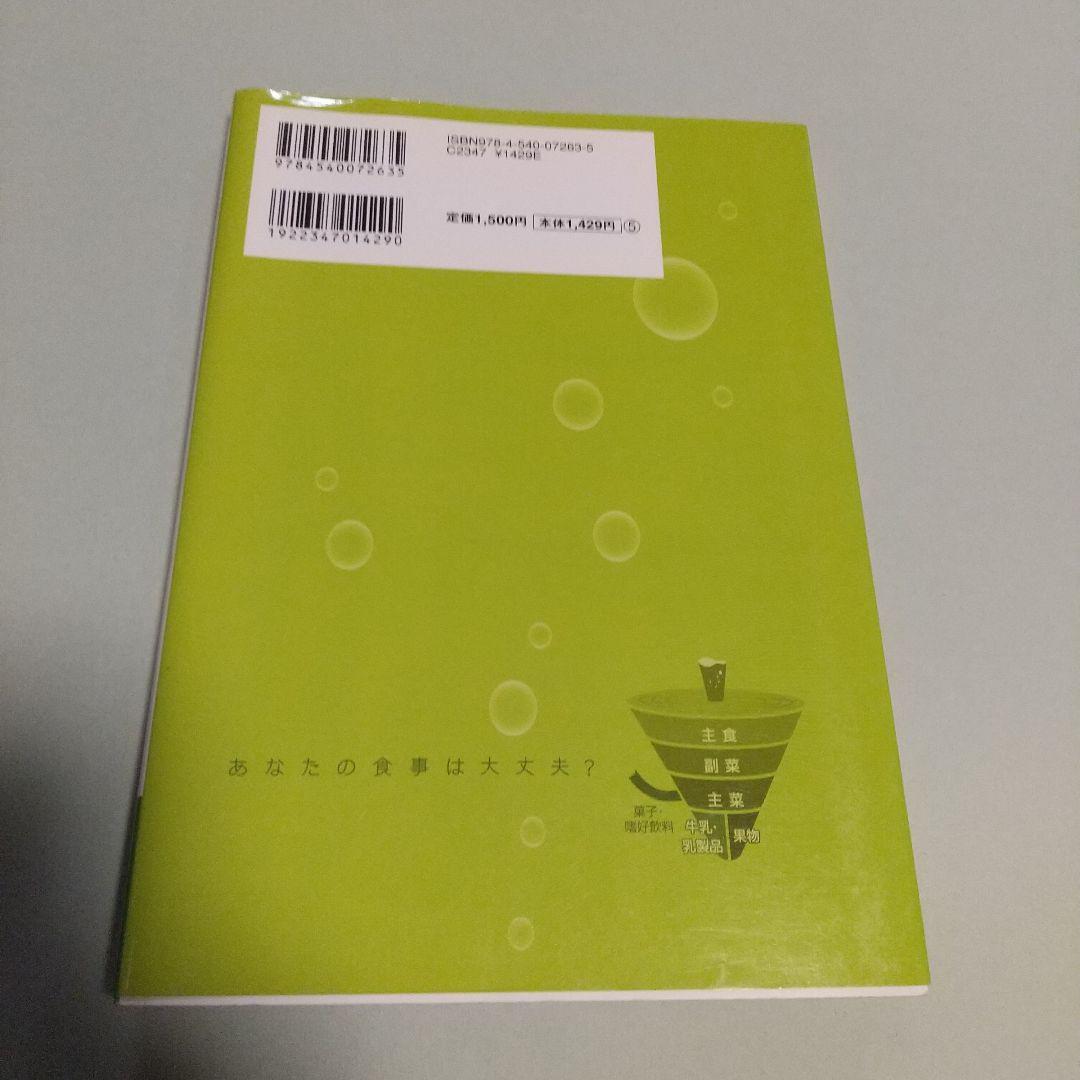 ISBN978-4-540-07263-5
C2347 ¥1429E
9784540072635
定価1,500円 本体1,429円 ⑤
1922347014290
主食
副菜
主菜
あなたの食事は大丈夫?
菓子・
嗜好飲料
牛乳・
乳製品
果物